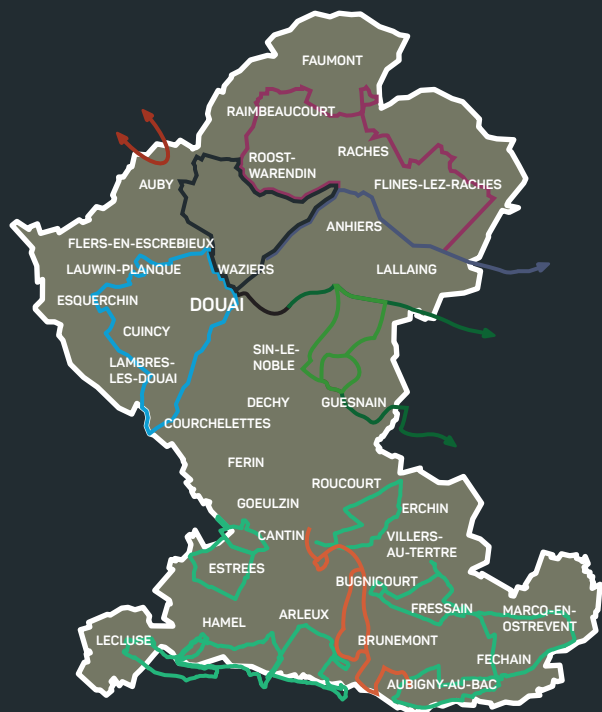 FAUMONT
RAIMBEAUCOURT
ROOST-
WARENDIN
RACHES
AUBY
FLINES-LEZ-RACHES
ANHIERS
FLERS-EN-ESCREBIEUX
LAUWIN-PLANQUE
WAZIERS
LALLAING
ESQUERCHIN
DOUAI
CUINCY
SIN-LE-
NOBLE
LAMBRES-
LES-DOUAI
DECHY
GUESNAIN
COURCHELETTES
FERIN
ROUCOURT
GOEULZIN
ERCHIN
CANTIN
VILLERS-
AU-TERTRE
ESTREES
BUGNICOURT
FRESSAIN
MARCQ-EN-
OSTREVENT
HAMEL
ARLEUX
LECLUSE
BRUNEMONT
FECHAIN
AUBIGNY-AU-BAC